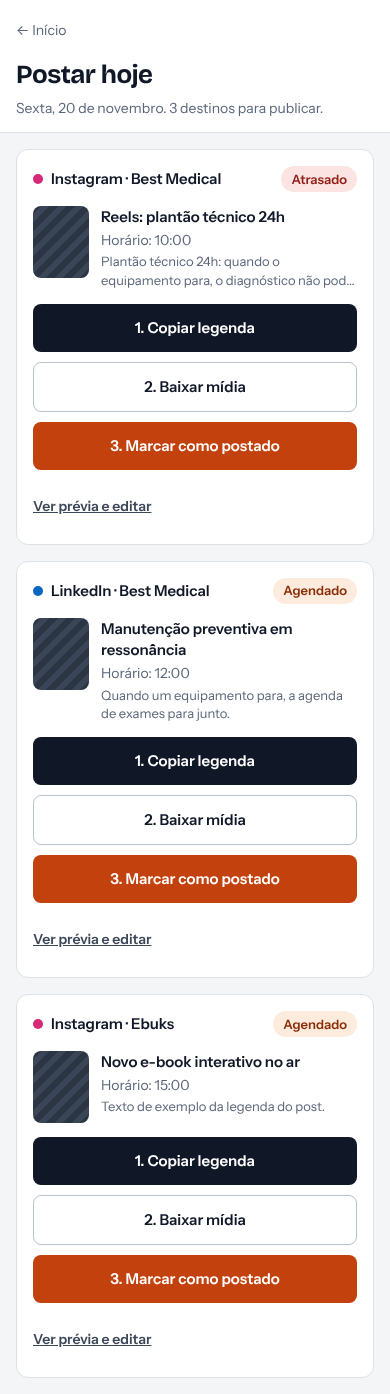 ← Início
Postar hoje
Sexta, 20 de novembro. 3 destinos para publicar.
Instagram · Best Medical
Atrasado
Reels: plantão técnico 24h
Horário: 10:00
Plantão técnico 24h: quando o
equipamento para, o diagnóstico não pod...
1. Copiar legenda
2. Baixar mídia
3. Marcar como postado
Ver prévia e editar
LinkedIn · Best Medical
Agendado
Manutenção preventiva em
ressonância
Horário: 12:00
Quando um equipamento para, a agenda
de exames para junto.
1. Copiar legenda
2. Baixar mídia
3. Marcar como postado
Ver prévia e editar
Instagram · Ebuks
Agendado
Novo e-book interativo no ar
Horário: 15:00
Texto de exemplo da legenda do post.
1. Copiar legenda
2. Baixar mídia
3. Marcar como postado
Ver prévia e editar